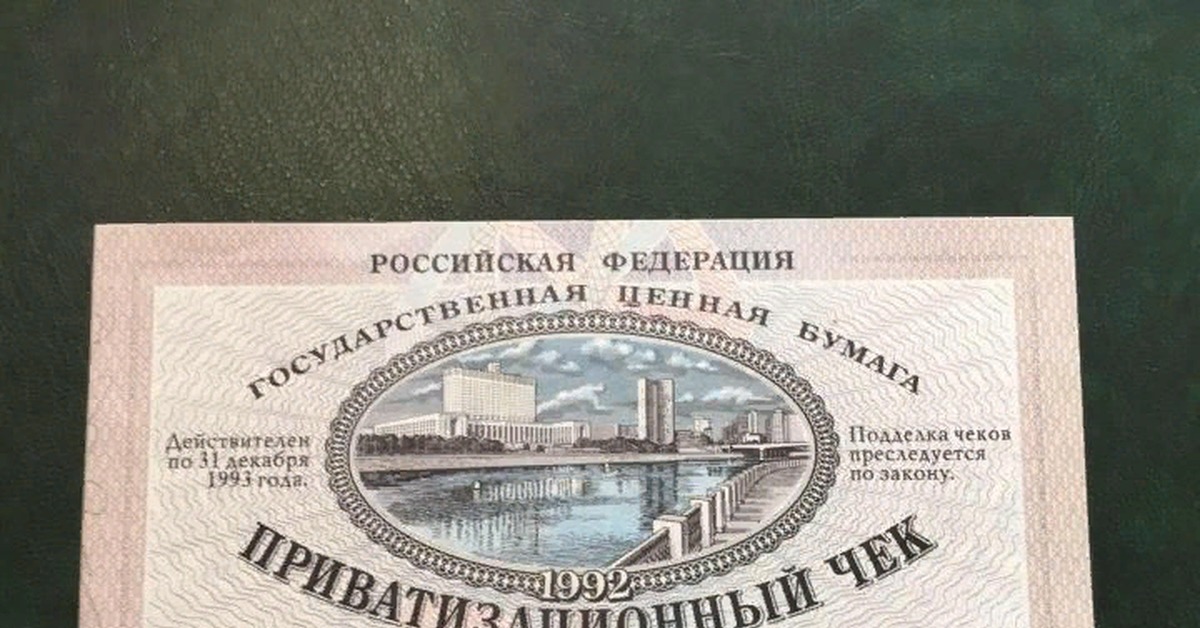 РОССИЙСКАЯ ФЕДЕРАЦИЯ
ГОСУДАРСТВЕННАЯ ЦЕННАЯ БУМАГА
Действителен
по 31 декабря
1993 года.
Подделка чеков
преследуется
по закону.
1992
ПРИВАТИЗАЦИОННЫЙ ЧЕК